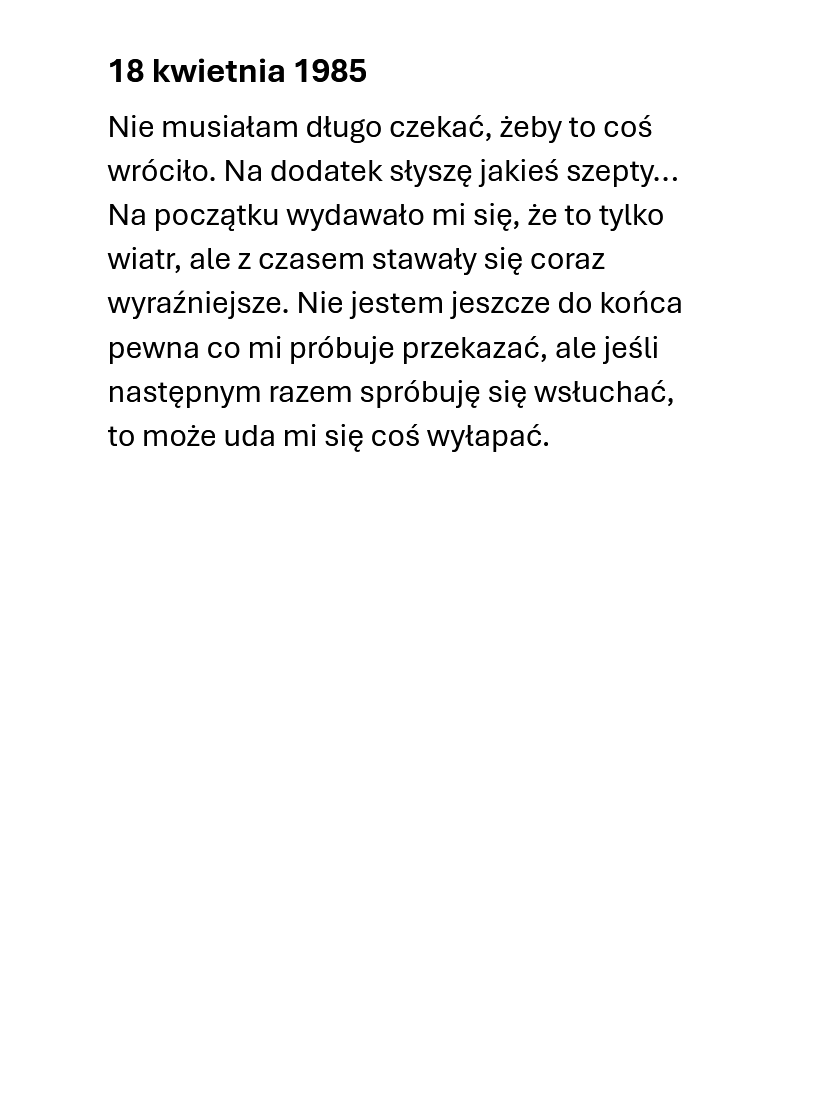 18 kwietnia 1985
Nie musiałam długo czekać, żeby to coś
wróciło. Na dodatek słyszę jakieś szepty...
Na początku wydawało mi się, że to tylko
wiatr, ale z czasem stawały się coraz
wyraźniejsze. Nie jestem jeszcze do końca
pewna co mi próbuje przekazać, ale jeśli
następnym razem spróbuję się wsłuchać,
to może uda mi się coś wyłapać.